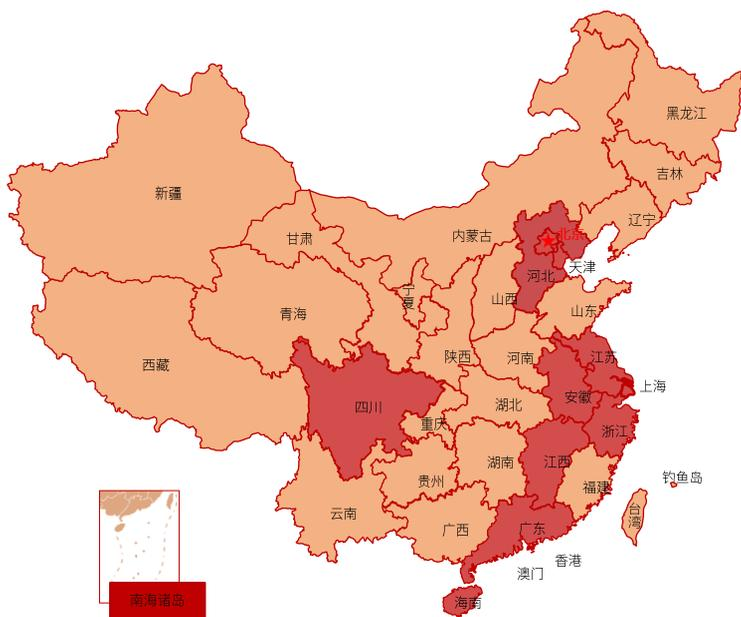 黑龙江
吉林
新疆
辽宁
北京
内蒙古
甘肃
天津
河北
宁夏
山西
青海
山东
江苏
陕西
河南
西藏
上海
安徽
湖北
四川
重庆
浙江
江西
湖南
钓鱼岛
贵州
福建
云南
台湾
广西
广东
香港
澳门
南海诸岛
海南